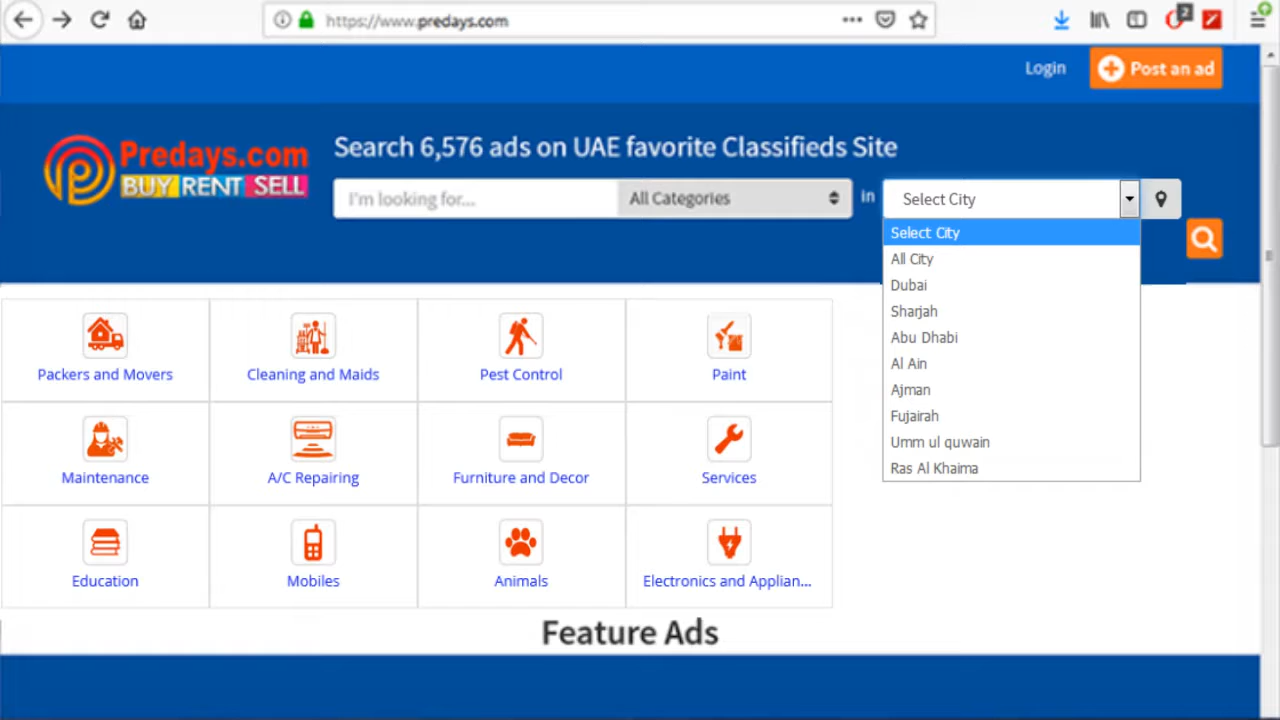 https://www.predays.com
2
Login
Post an ad
Predays.com
BUY RENT SELL
Search 6,576 ads on UAE favorite Classifieds Site
I'm looking for...
All Categories
in
Select City
Select City
All City
Dubai
Sharjah
Abu Dhabi
Al Ain
Ajman
Fujairah
Umm ul quwain
Ras Al Khaima
Packers and Movers
Cleaning and Maids
Pest Control
Paint
Maintenance
A/C Repairing
Furniture and Decor
Services
Education
Mobiles
Animals
Electronics and Applian...
Feature Ads